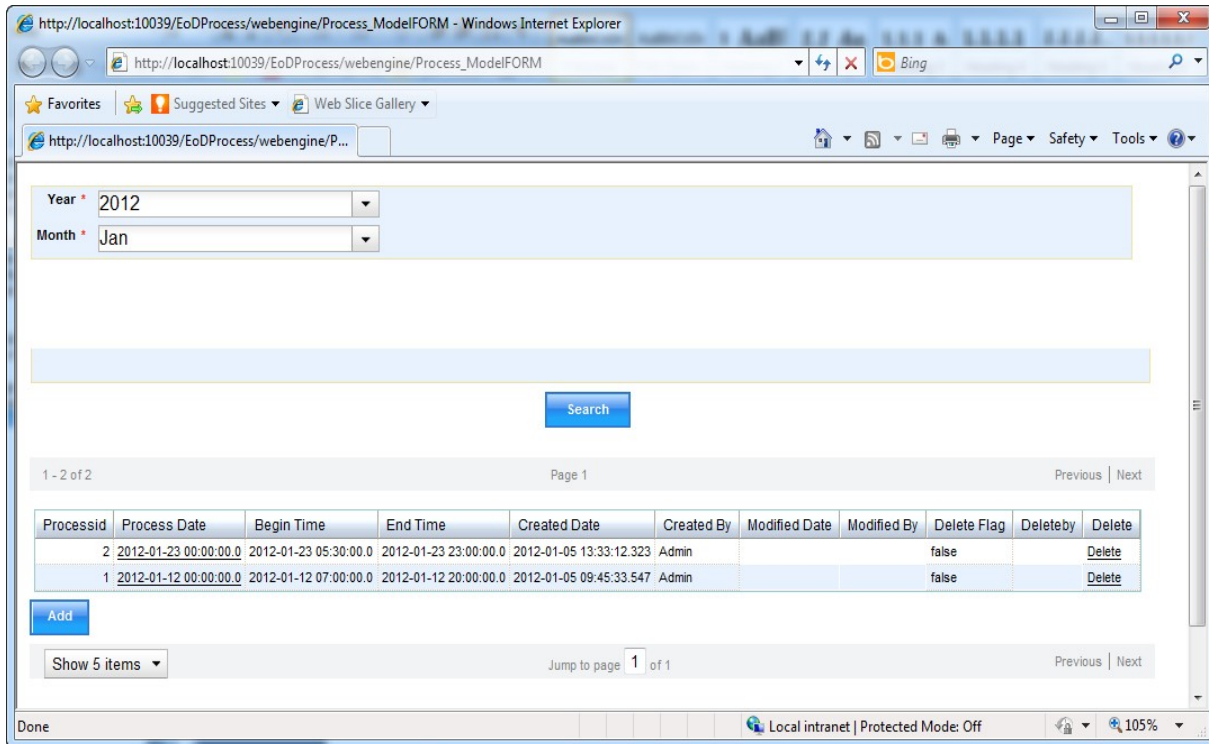 http://localhost:10039/EoDProcess/webengine/Process_ModelFORM - Windows Internet Explorer
http://localhost:10039/EoDProcess/webengine/Process_ModelFORM Bing
Favorites Suggested Sites Web Slice Gallery
http://localhost:10039/EoDProcess/webengine/P... Page Safety Tools
Year * 2012
Month * Jan
Search
1 - 2 of 2 Page 1 Previous | Next
Processid Process Date Begin Time End Time Created Date Created By Modified Date Modified By Delete Flag Deleteby Delete
2 2012-01-23 00:00:00.0 2012-01-23 05:30:00.0 2012-01-23 23:00:00.0 2012-01-05 13:33:12.323 Admin false Delete
1 2012-01-12 00:00:00.0 2012-01-12 07:00:00.0 2012-01-12 20:00:00.0 2012-01-05 09:45:33.547 Admin false Delete
Add
Show 5 items Jump to page 1 of 1 Previous | Next
Done Local intranet | Protected Mode: Off 105%